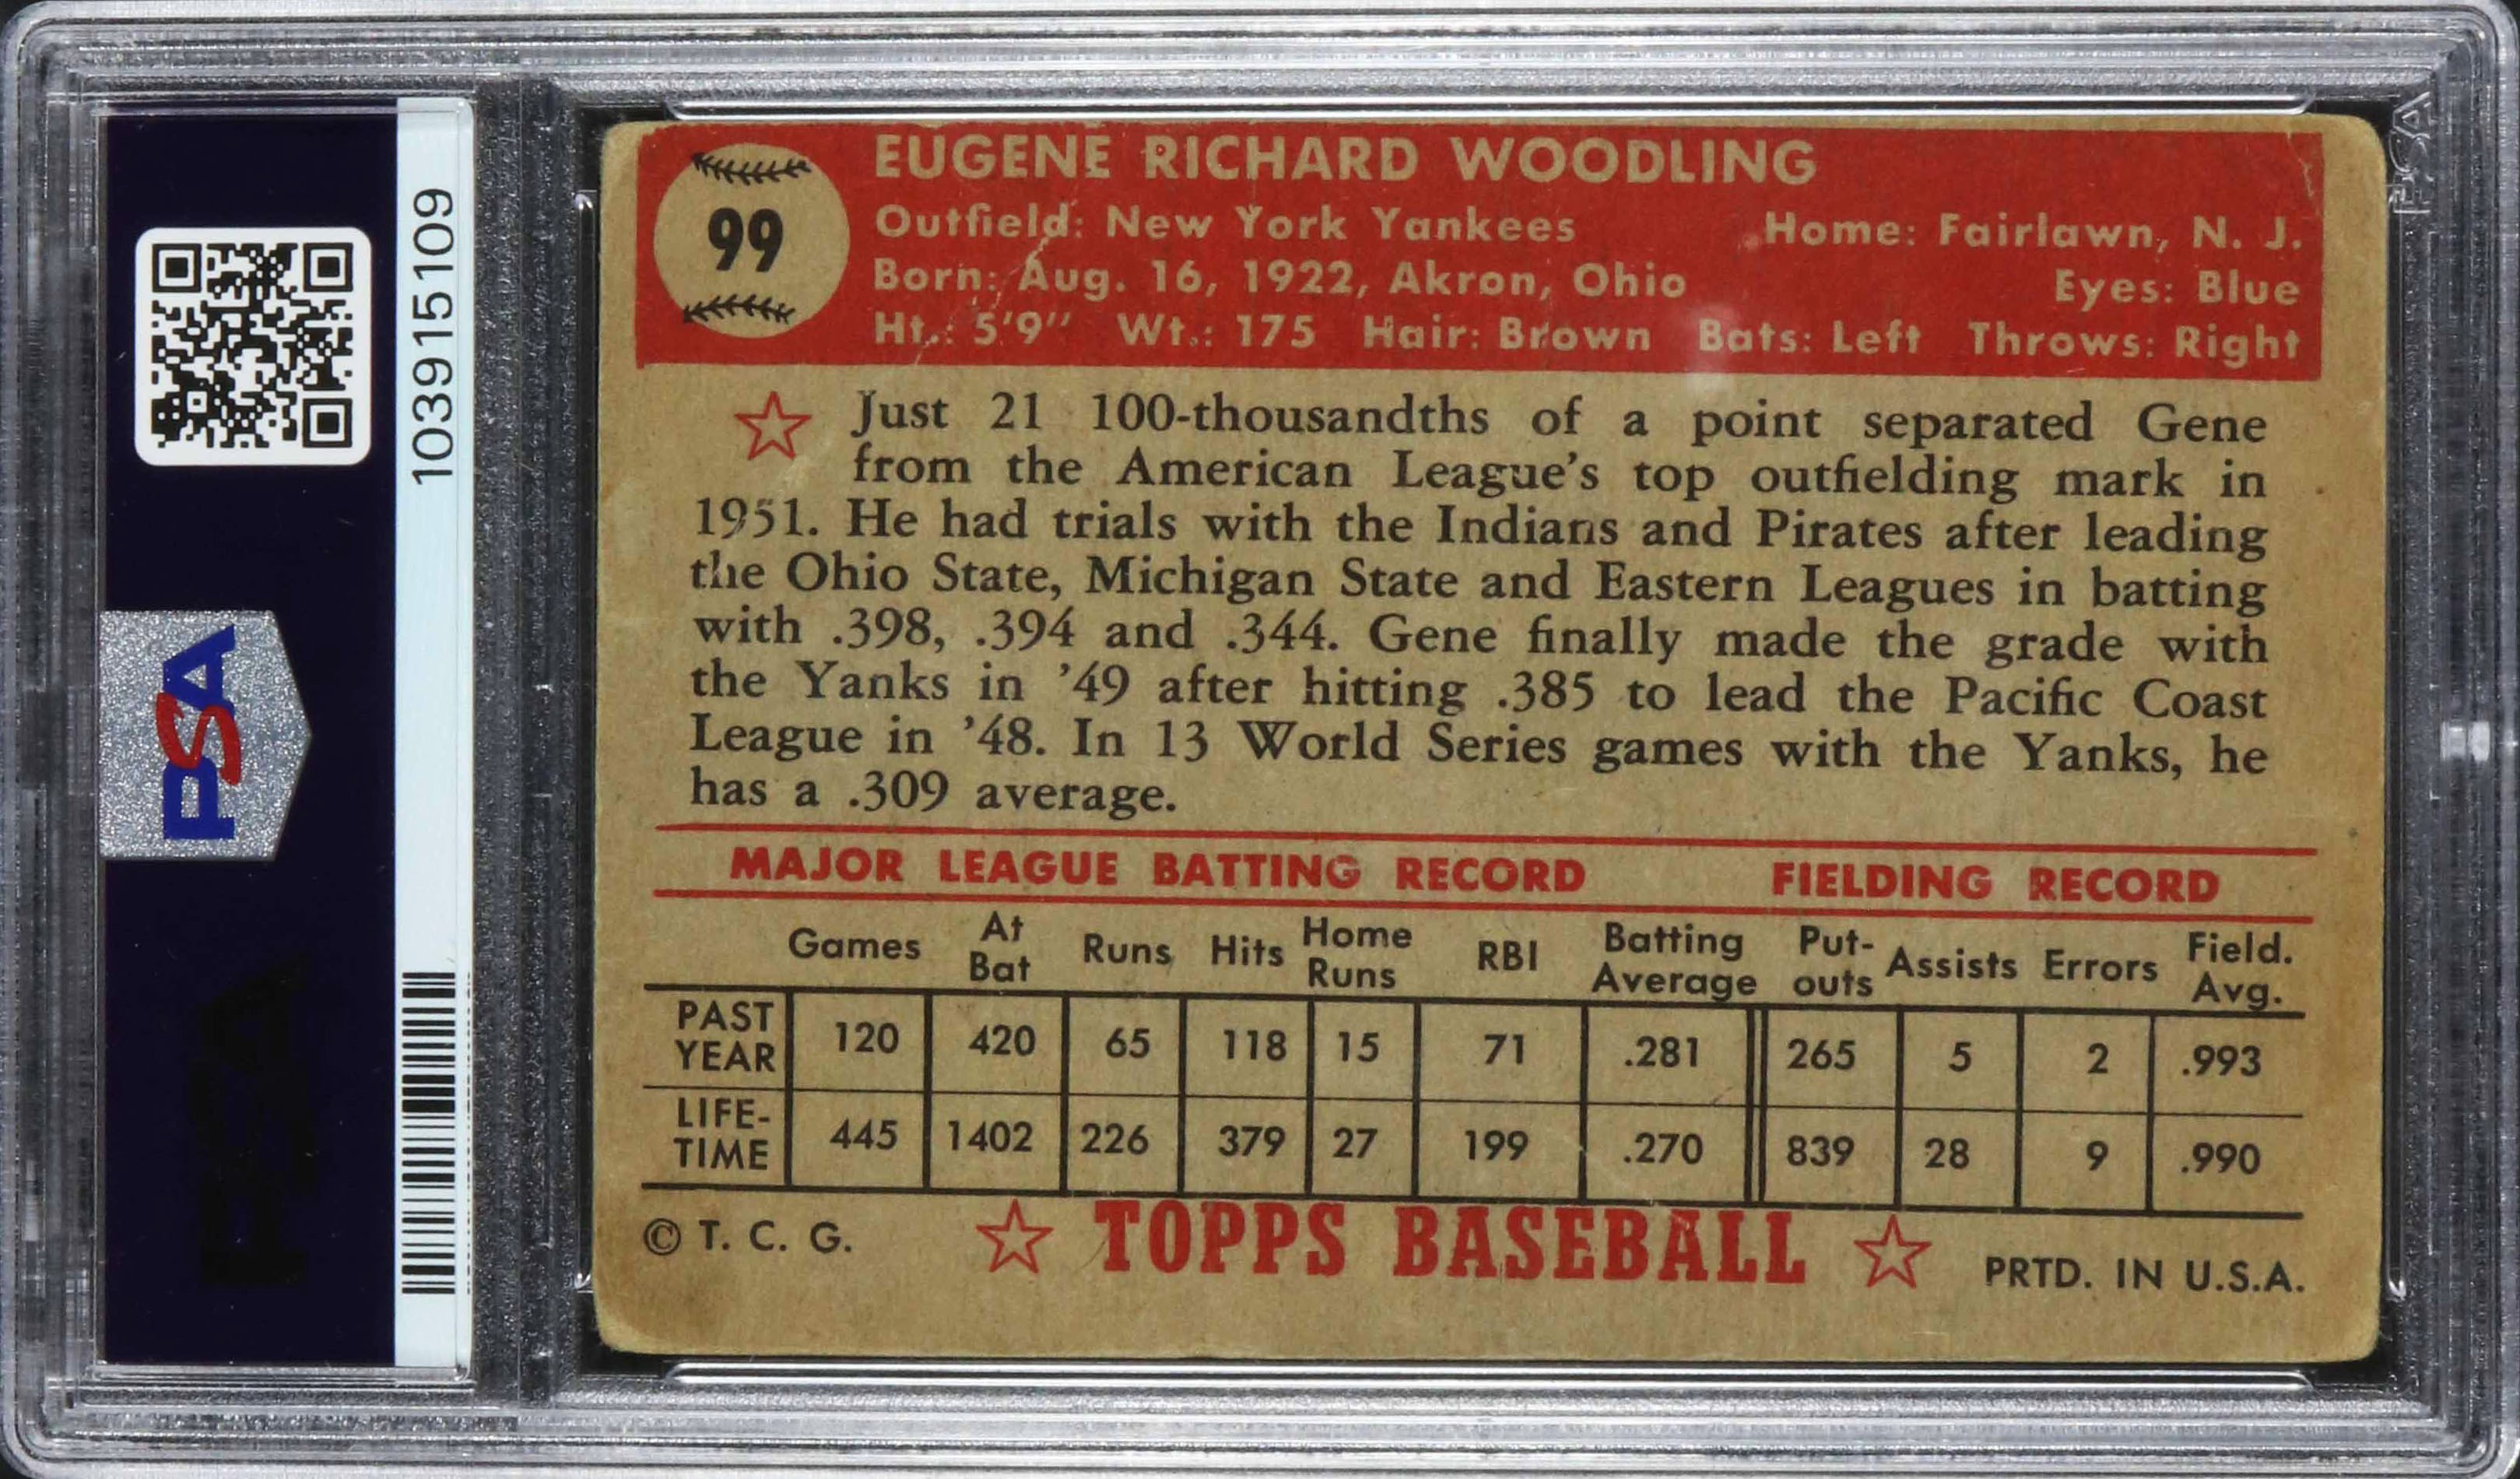 103915109
PSA
PSA
99
EUGENE RICHARD WOODLING
Outfield: New York Yankees Home: Fairlawn, N. J.
Born: Aug. 16, 1922, Akron, Ohio Eyes: Blue
Ht.: 5'9" Wt.: 175 Hair: Brown Bats: Left Throws: Right
Just 21 100-thousandths of a point separated Gene
from the American League's top outfielding mark in
1951. He had trials with the Indians and Pirates after leading
the Ohio State, Michigan State and Eastern Leagues in batting
with .398, .394 and .344. Gene finally made the grade with
the Yanks in '49 after hitting .385 to lead the Pacific Coast
League in '48. In 13 World Series games with the Yanks, he
has a .309 average.
MAJOR LEAGUE BATTING RECORD FIELDING RECORD
Games At Bat Runs Hits Home Runs RBI Batting Average Put-outs Assists Errors Field. Avg.
PAST YEAR 120 420 65 118 15 71 .281 265 5 2 .993
LIFE-TIME 445 1402 226 379 27 199 .270 839 28 9 .990
© T. C. G. TOPPS BASEBALL PRTD. IN U.S.A.
PSA
PSA